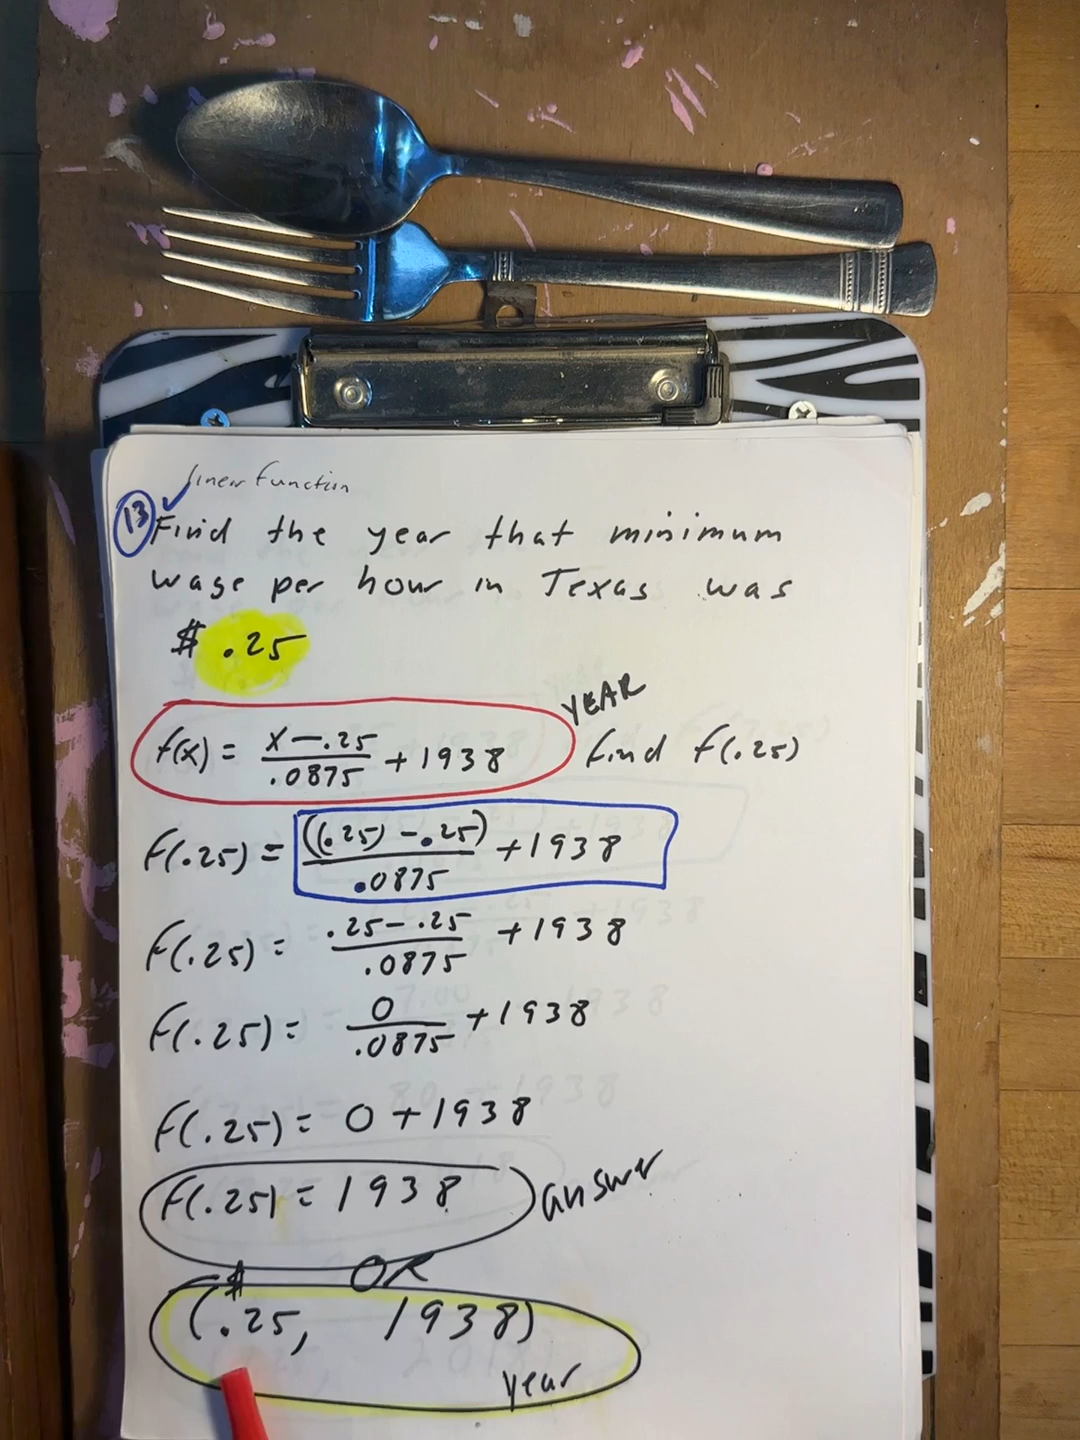 linear function
13 Find the year that minimum
wage per hour in Texas was
$ .25
f(x) = (x - .25)/.0875 + 1938 YEAR find f(.25)
f(.25) = ((.25) - .25)/.0875 + 1938
f(.25) = (.25 - .25)/.0875 + 1938
f(.25) = 0/.0875 + 1938
f(.25) = 0 + 1938
f(.25) = 1938 answer
OR
($.25, 1938)
year